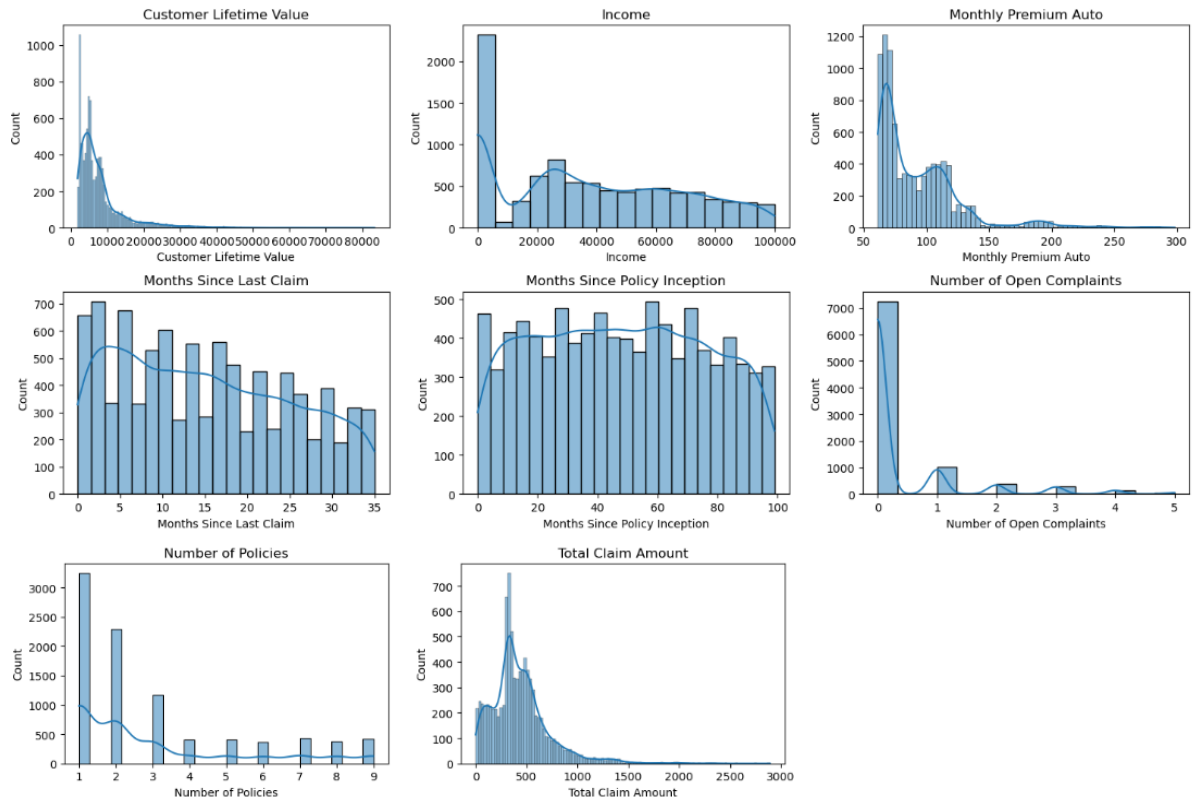 Customer Lifetime Value
Count
1000
800
600
400
200
0
0 10000 20000 30000 40000 50000 60000 70000 80000
Customer Lifetime Value
Income
Count
2000
1500
1000
500
0
0 20000 40000 60000 80000 100000
Income
Monthly Premium Auto
Count
1200
1000
800
600
400
200
0
50 100 150 200 250 300
Monthly Premium Auto
Months Since Last Claim
Count
700
600
500
400
300
200
100
0
0 5 10 15 20 25 30 35
Months Since Last Claim
Months Since Policy Inception
Count
500
400
300
200
100
0
0 20 40 60 80 100
Months Since Policy Inception
Number of Open Complaints
Count
7000
6000
5000
4000
3000
2000
1000
0
0 1 2 3 4 5
Number of Open Complaints
Number of Policies
Count
3000
2500
2000
1500
1000
500
0
1 2 3 4 5 6 7 8 9
Number of Policies
Total Claim Amount
Count
700
600
500
400
300
200
100
0
0 500 1000 1500 2000 2500 3000
Total Claim Amount